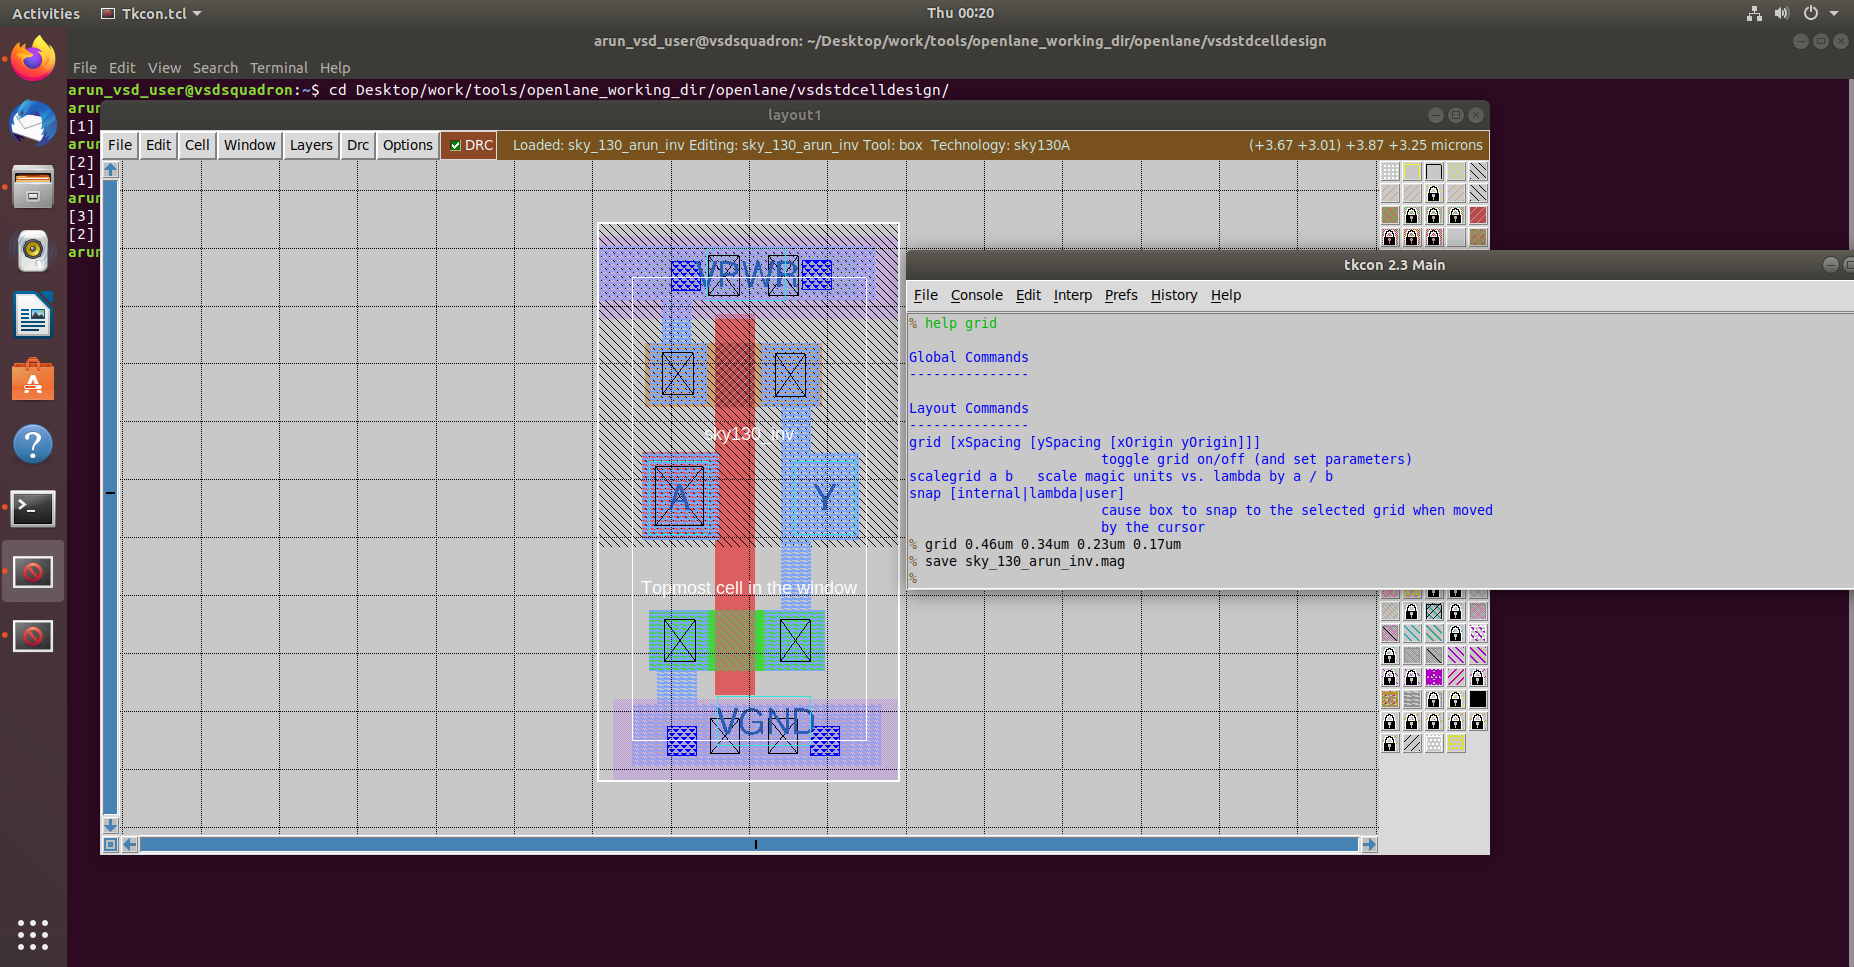 Activities Tkcon.tcl Thu 00:20
arun_vsd_user@vsdsquadron: ~/Desktop/work/tools/openlane_working_dir/openlane/vsdstdcelldesign
File Edit View Search Terminal Help
arun_vsd_user@vsdsquadron:~$ cd Desktop/work/tools/openlane_working_dir/openlane/vsdstdcelldesign/
arun
[1]
arun
[2]
[1]
arun
[3]
[2]
arun
layout1
File Edit Cell Window Layers Drc Options DRC Loaded: sky_130_arun_inv Editing: sky_130_arun_inv Tool: box Technology: sky130A (+3.67 +3.01) +3.87 +3.25 microns
VPWR
sky130_inv
A Y
Topmost cell in the window
VGND
tkcon 2.3 Main
File Console Edit Interp Prefs History Help
% help grid
Global Commands
---------------
Layout Commands
---------------
grid [xSpacing [ySpacing [xOrigin yOrigin]]]
toggle grid on/off (and set parameters)
scalegrid a b scale magic units vs. lambda by a / b
snap [internal|lambda|user]
cause box to snap to the selected grid when moved
by the cursor
% grid 0.46um 0.34um 0.23um 0.17um
% save sky_130_arun_inv.mag
%